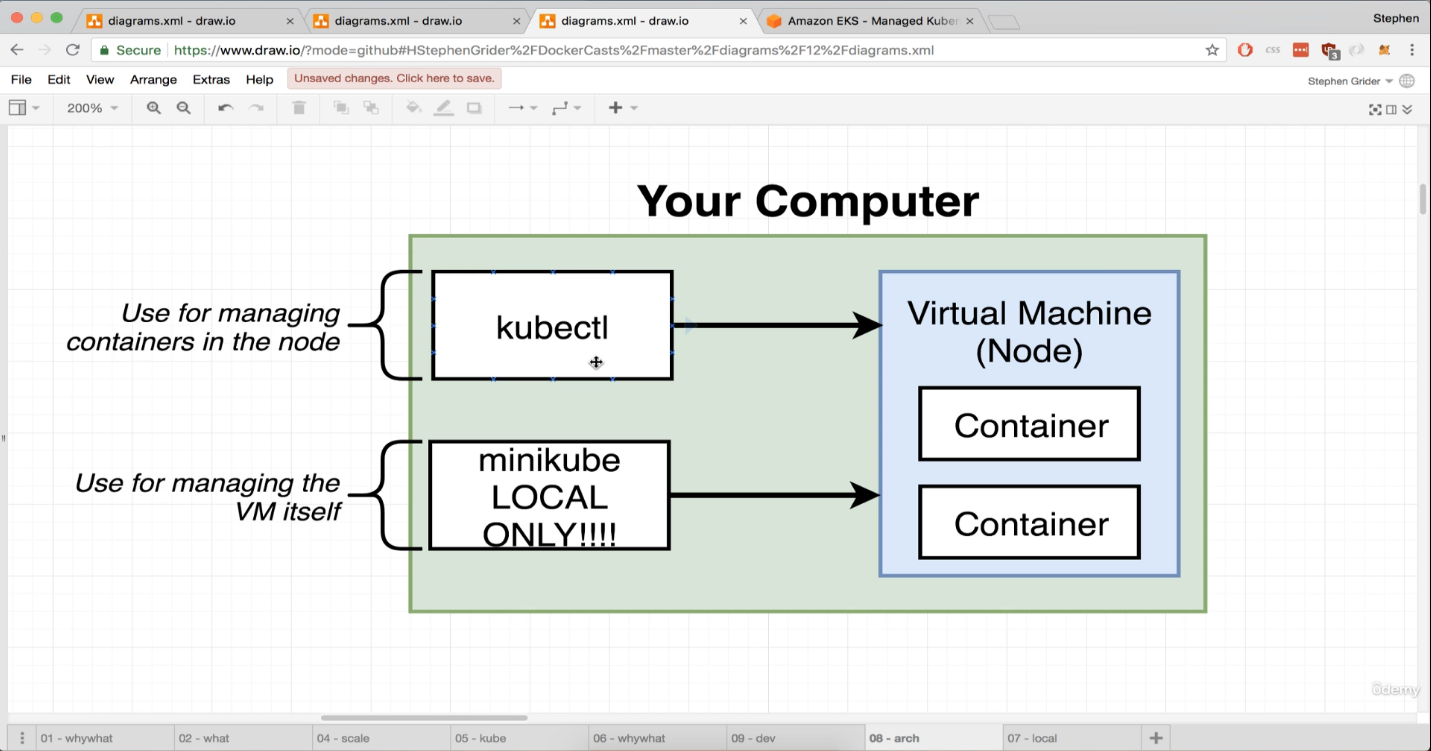 diagrams.xml - draw.io
diagrams.xml - draw.io
diagrams.xml - draw.io
Amazon EKS - Managed Kuber
Stephen
Secure
https://www.draw.io/?mode=github#HStephenGrider%2FDockerCasts%2Fmaster%2Fdiagrams%2F12%2Fdiagrams.xml
css
3
File Edit View Arrange Extras Help
Unsaved changes. Click here to save.
Stephen Grider
200%
Your Computer
Use for managing
containers in the node
kubectl
Virtual Machine
(Node)
Container
Use for managing the
VM itself
minikube
LOCAL
ONLY!!!!
Container
ûdemy
01 - whywhat
02 - what
04 - scale
05 - kube
06 - whywhat
09 - dev
08 - arch
07 - local